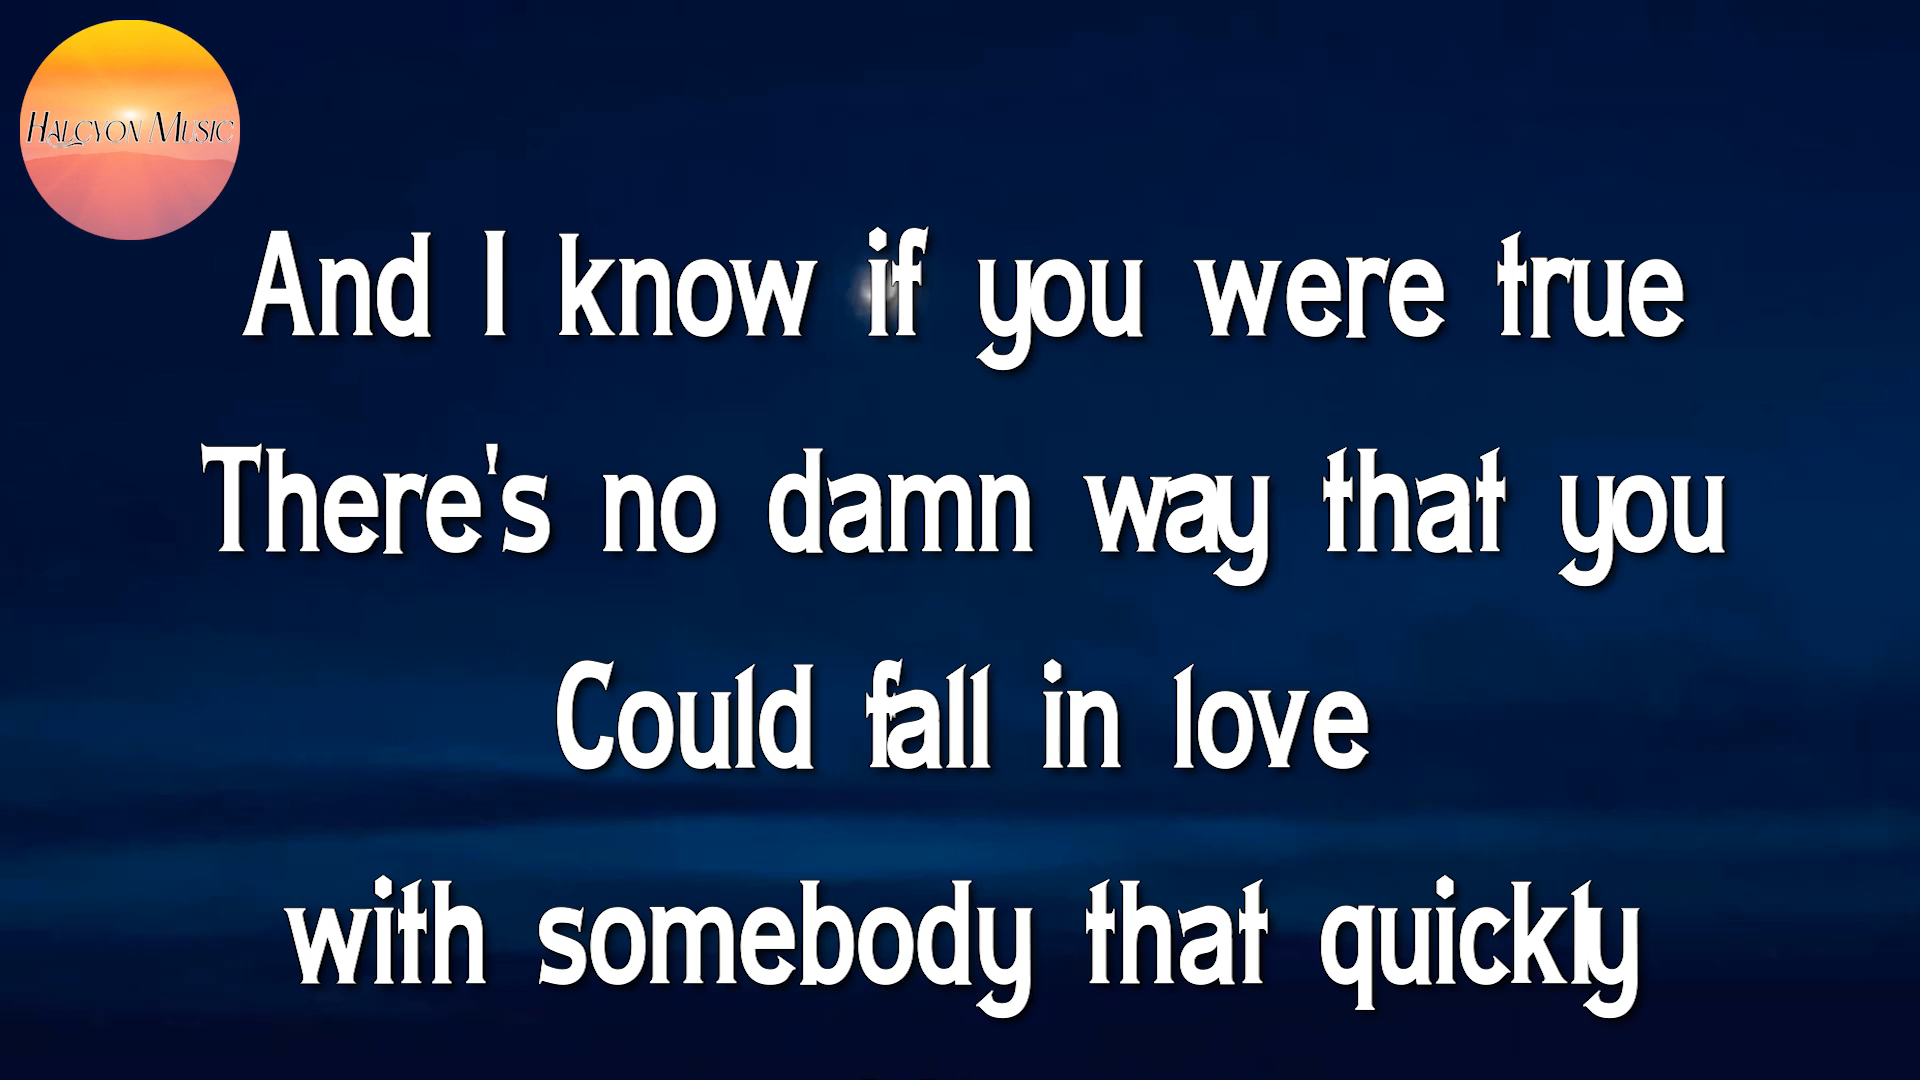 Halcyon Music
And I know if you were true
There's no damn way that you
Could fall in love
with somebody that quickly